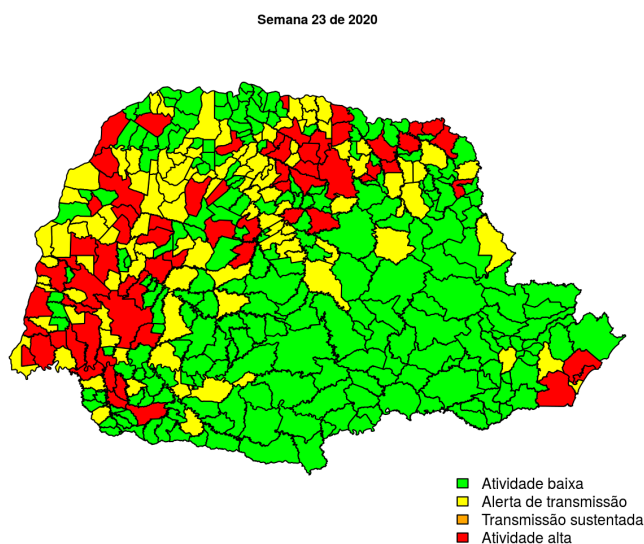 Semana 23 de 2020
Atividade baixa
Alerta de transmissão
Transmissão sustentada
Atividade alta